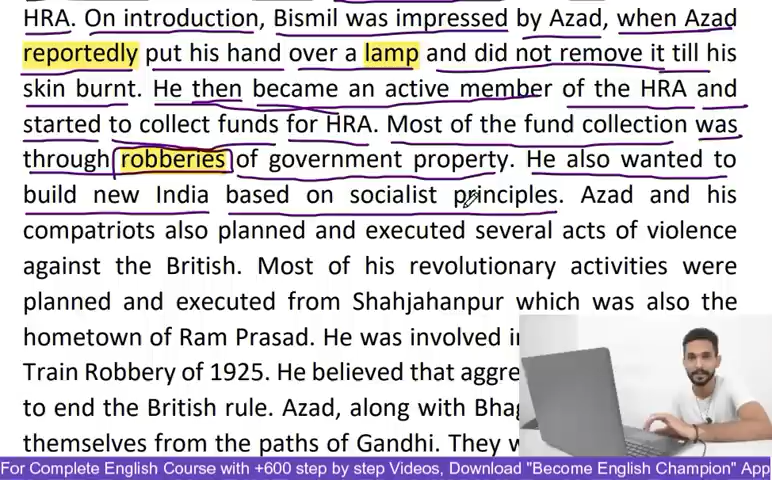 HRA. On introduction, Bismil was impressed by Azad, when Azad
reportedly put his hand over a lamp and did not remove it till his
skin burnt. He then became an active member of the HRA and
started to collect funds for HRA. Most of the fund collection was
through robberies of government property. He also wanted to
build new India based on socialist principles. Azad and his
compatriots also planned and executed several acts of violence
against the British. Most of his revolutionary activities were
planned and executed from Shahjahanpur which was also the
hometown of Ram Prasad. He was involved
Train Robbery of 1925. He believed that
to end the British rule. Azad, along with
themselves from the paths of Gandhi. They
For Complete English Course with +600 step by step Videos, Download "Become English Champion" App